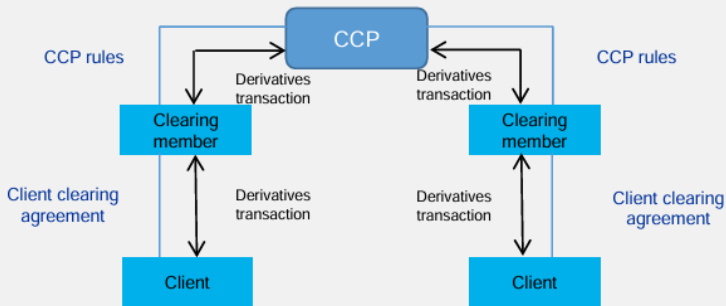 CCP
CCP rules
CCP rules
Derivatives
transaction
Derivatives
transaction
Clearing
member
Clearing
member
Client clearing
agreement
Derivatives
transaction
Derivatives
transaction
Client clearing
agreement
Client
Client